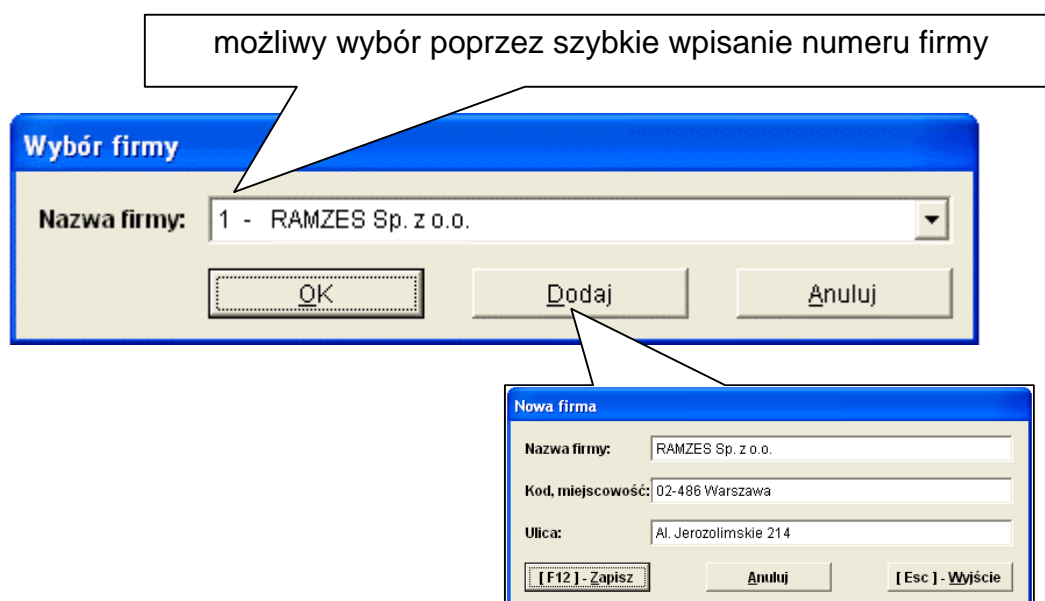 możliwy wybór poprzez szybkie wpisanie numeru firmy
Wybór firmy
Nazwa firmy: 1 - RAMZES Sp. z o.o.
OK Dodaj Anuluj
Nowa firma
Nazwa firmy: RAMZES Sp. z o.o.
Kod, miejscowość: 02-486 Warszawa
Ulica: Al. Jerozolimskie 214
[ F12 ] - Zapisz Anuluj [ Esc ] - Wyjście